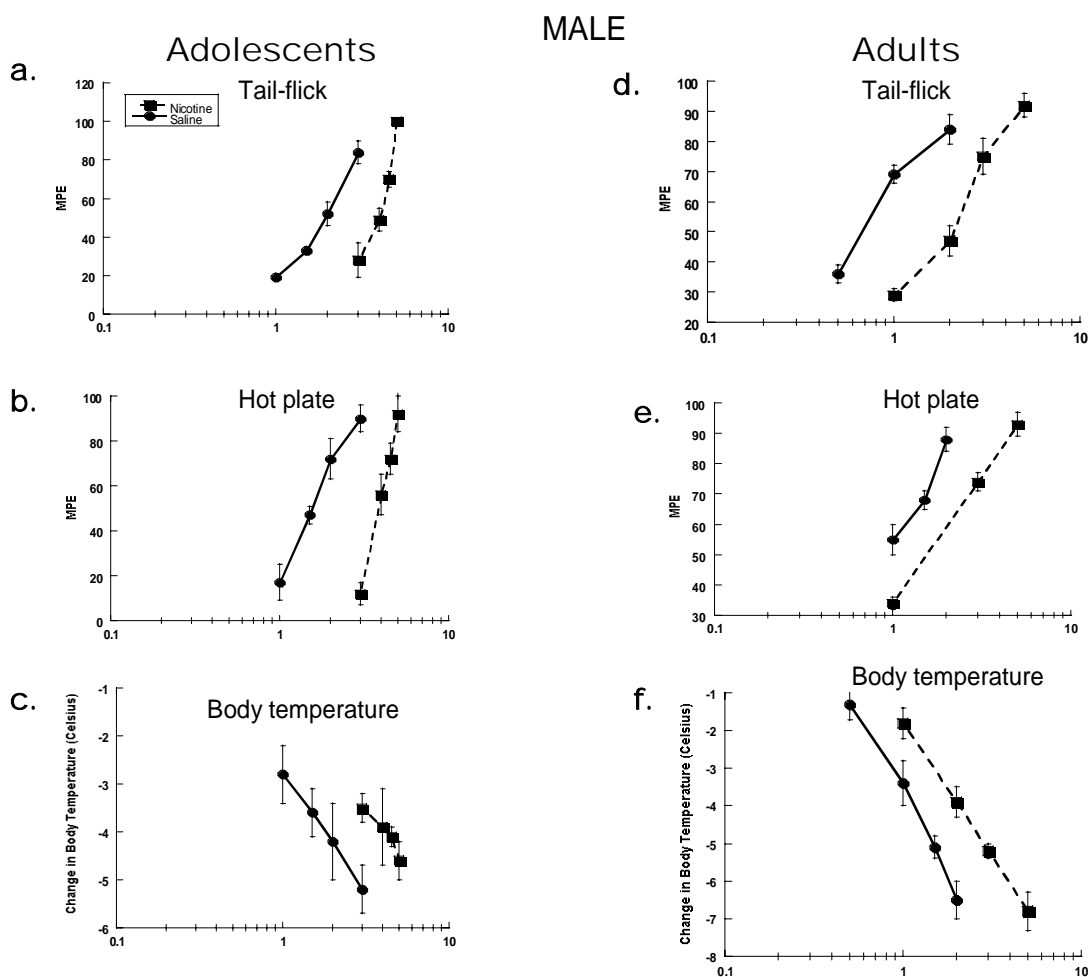 MALE
Adolescents
a.
Tail-flick
120
100
80
60
40
20
0
MPE
Nicotine
Saline
0.1 1 10
b.
Hot plate
100
80
60
40
20
0
MPE
0.1 1 10
c.
Body temperature
-1
-2
-3
-4
-5
-6
Change in Body Temperature (Celsius)
0.1 1 10
Adults
d.
Tail-flick
100
90
80
70
60
50
40
30
20
MPE
0.1 1 10
e.
Hot plate
100
90
80
70
60
50
40
30
MPE
0.1 1 10
f.
Body temperature
-1
-2
-3
-4
-5
-6
-7
-8
Change in Body Temperature (Celsius)
0.1 1 10